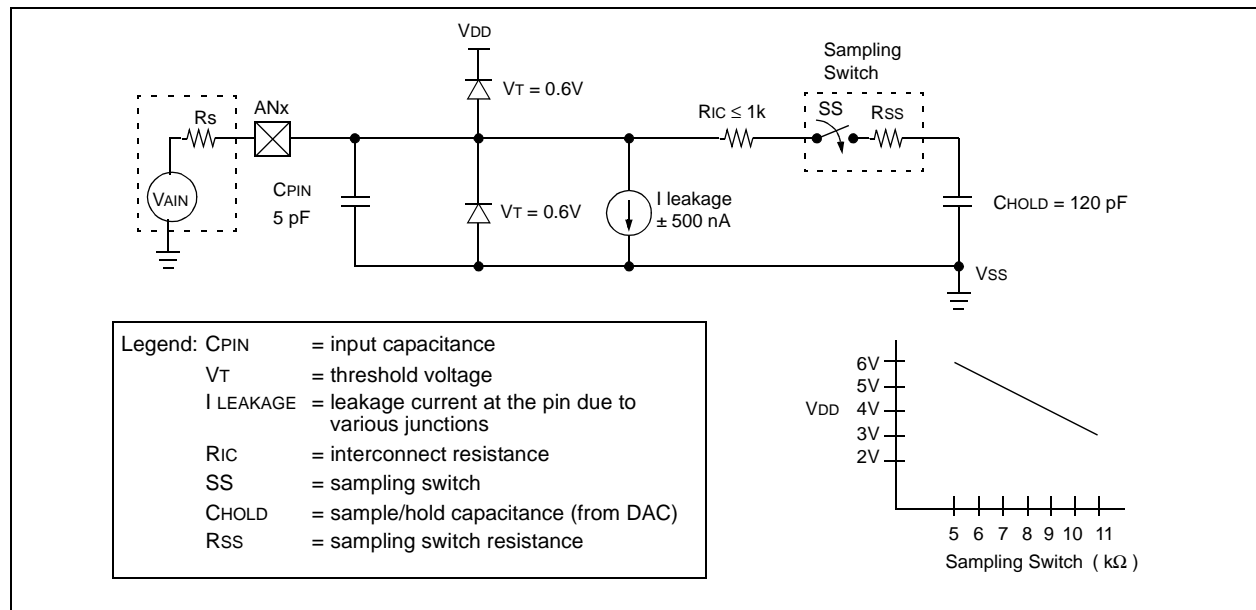 VDD
Sampling
Switch
VT = 0.6V
ANx
RIC ≤ 1k
SS
RSS
Rs
VAIN
CPIN
5 pF
VT = 0.6V
I leakage
± 500 nA
CHOLD = 120 pF
VSS
Legend: CPIN = input capacitance
VT = threshold voltage
I LEAKAGE = leakage current at the pin due to
various junctions
RIC = interconnect resistance
SS = sampling switch
CHOLD = sample/hold capacitance (from DAC)
RSS = sampling switch resistance
6V
5V
VDD 4V
3V
2V
5 6 7 8 9 10 11
Sampling Switch ( kΩ )